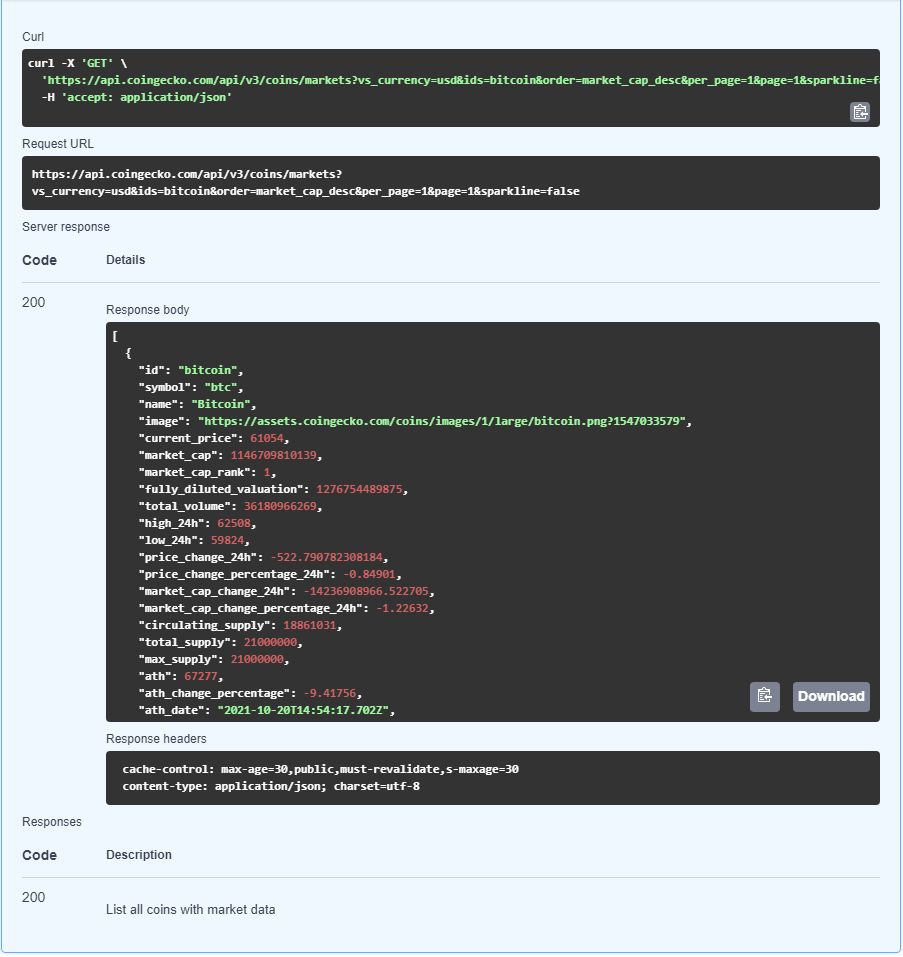 Curl
curl -X 'GET' \
'https://api.coingecko.com/api/v3/coins/markets?vs_currency=usd&ids=bitcoin&order=market_cap_desc&per_page=1&page=1&sparkline=fa
-H 'accept: application/json'
Request URL
https://api.coingecko.com/api/v3/coins/markets?
vs_currency=usd&ids=bitcoin&order=market_cap_desc&per_page=1&page=1&sparkline=false
Server response
Code Details
200
Response body
[
{
"id": "bitcoin",
"symbol": "btc",
"name": "Bitcoin",
"image": "https://assets.coingecko.com/coins/images/1/large/bitcoin.png?1547033579",
"current_price": 61054,
"market_cap": 1146709810139,
"market_cap_rank": 1,
"fully_diluted_valuation": 1276754489875,
"total_volume": 36180966269,
"high_24h": 62508,
"low_24h": 59824,
"price_change_24h": -522.790782308184,
"price_change_percentage_24h": -0.84901,
"market_cap_change_24h": -14236908966.522705,
"market_cap_change_percentage_24h": -1.22632,
"circulating_supply": 18861031,
"total_supply": 21000000,
"max_supply": 21000000,
"ath": 67277,
"ath_change_percentage": -9.41756,
"ath_date": "2021-10-20T14:54:17.702Z",
Download
Response headers
cache-control: max-age=30,public,must-revalidate,s-maxage=30
content-type: application/json; charset=utf-8
Responses
Code Description
200
List all coins with market data